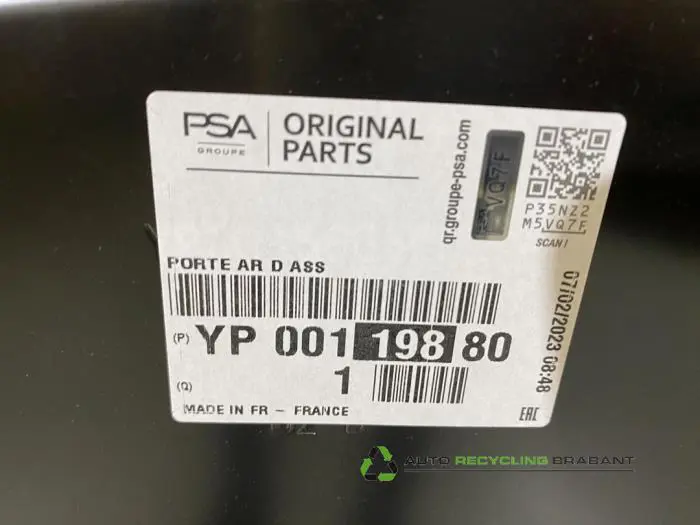 PSA
GROUPE
ORIGINAL
PARTS
qr.groupe-psa.com
VQ7F
P35NZ2
M5VQ7F
SCAN!
PORTE AR D ASS
07/02/2023 08:48
(P) YP 001 198 80
(Q) 1
MADE IN FR - FRANCE
EAC
AUTO RECYCLING BRABANT